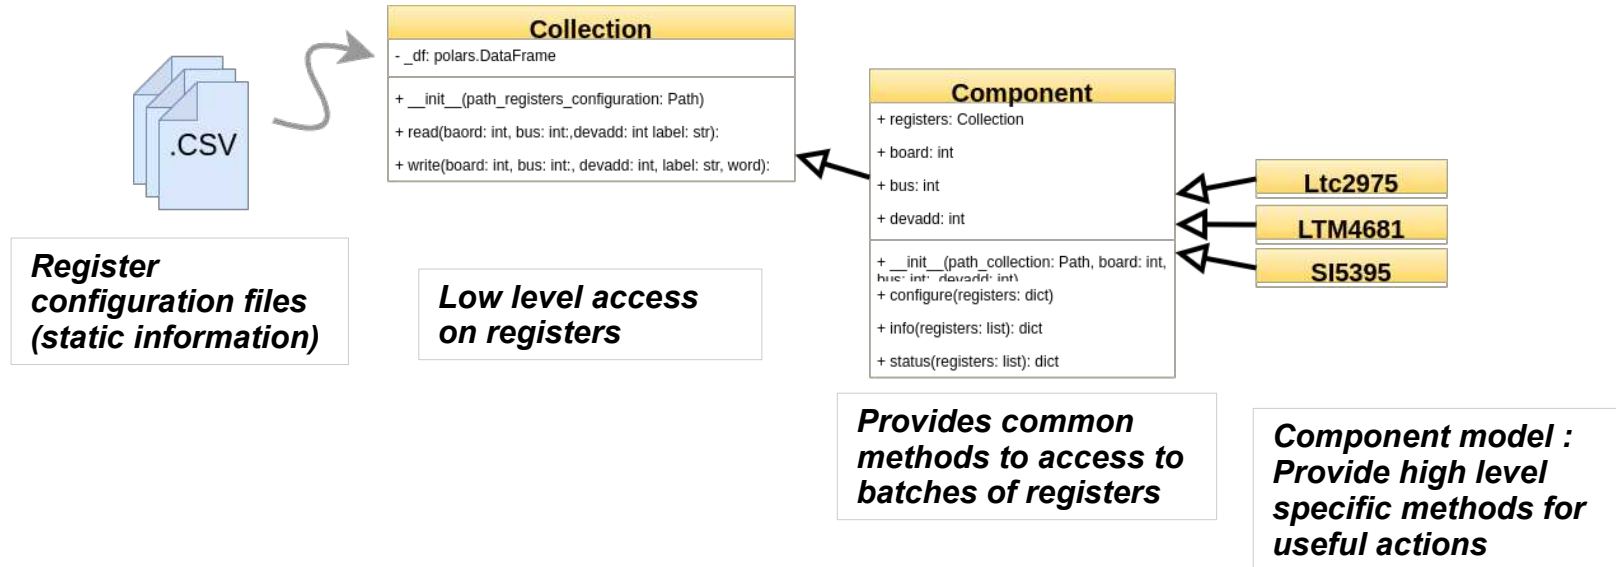 .CSV
Register
configuration files
(static information)
Collection
- _df: polars.DataFrame
+ __init__(path_registers_configuration: Path)
+ read(baord: int, bus: int:,devadd: int label: str):
+ write(board: int, bus: int:, devadd: int, label: str, word):
Low level access
on registers
Component
+ registers: Collection
+ board: int
+ bus: int
+ devadd: int
+ __init__(path_collection: Path, board: int,
bus: int:, devadd: int)
+ configure(registers: dict)
+ info(registers: list): dict
+ status(registers: list): dict
Provides common
methods to access to
batches of registers
Ltc2975
LTM4681
SI5395
Component model :
Provide high level
specific methods for
useful actions